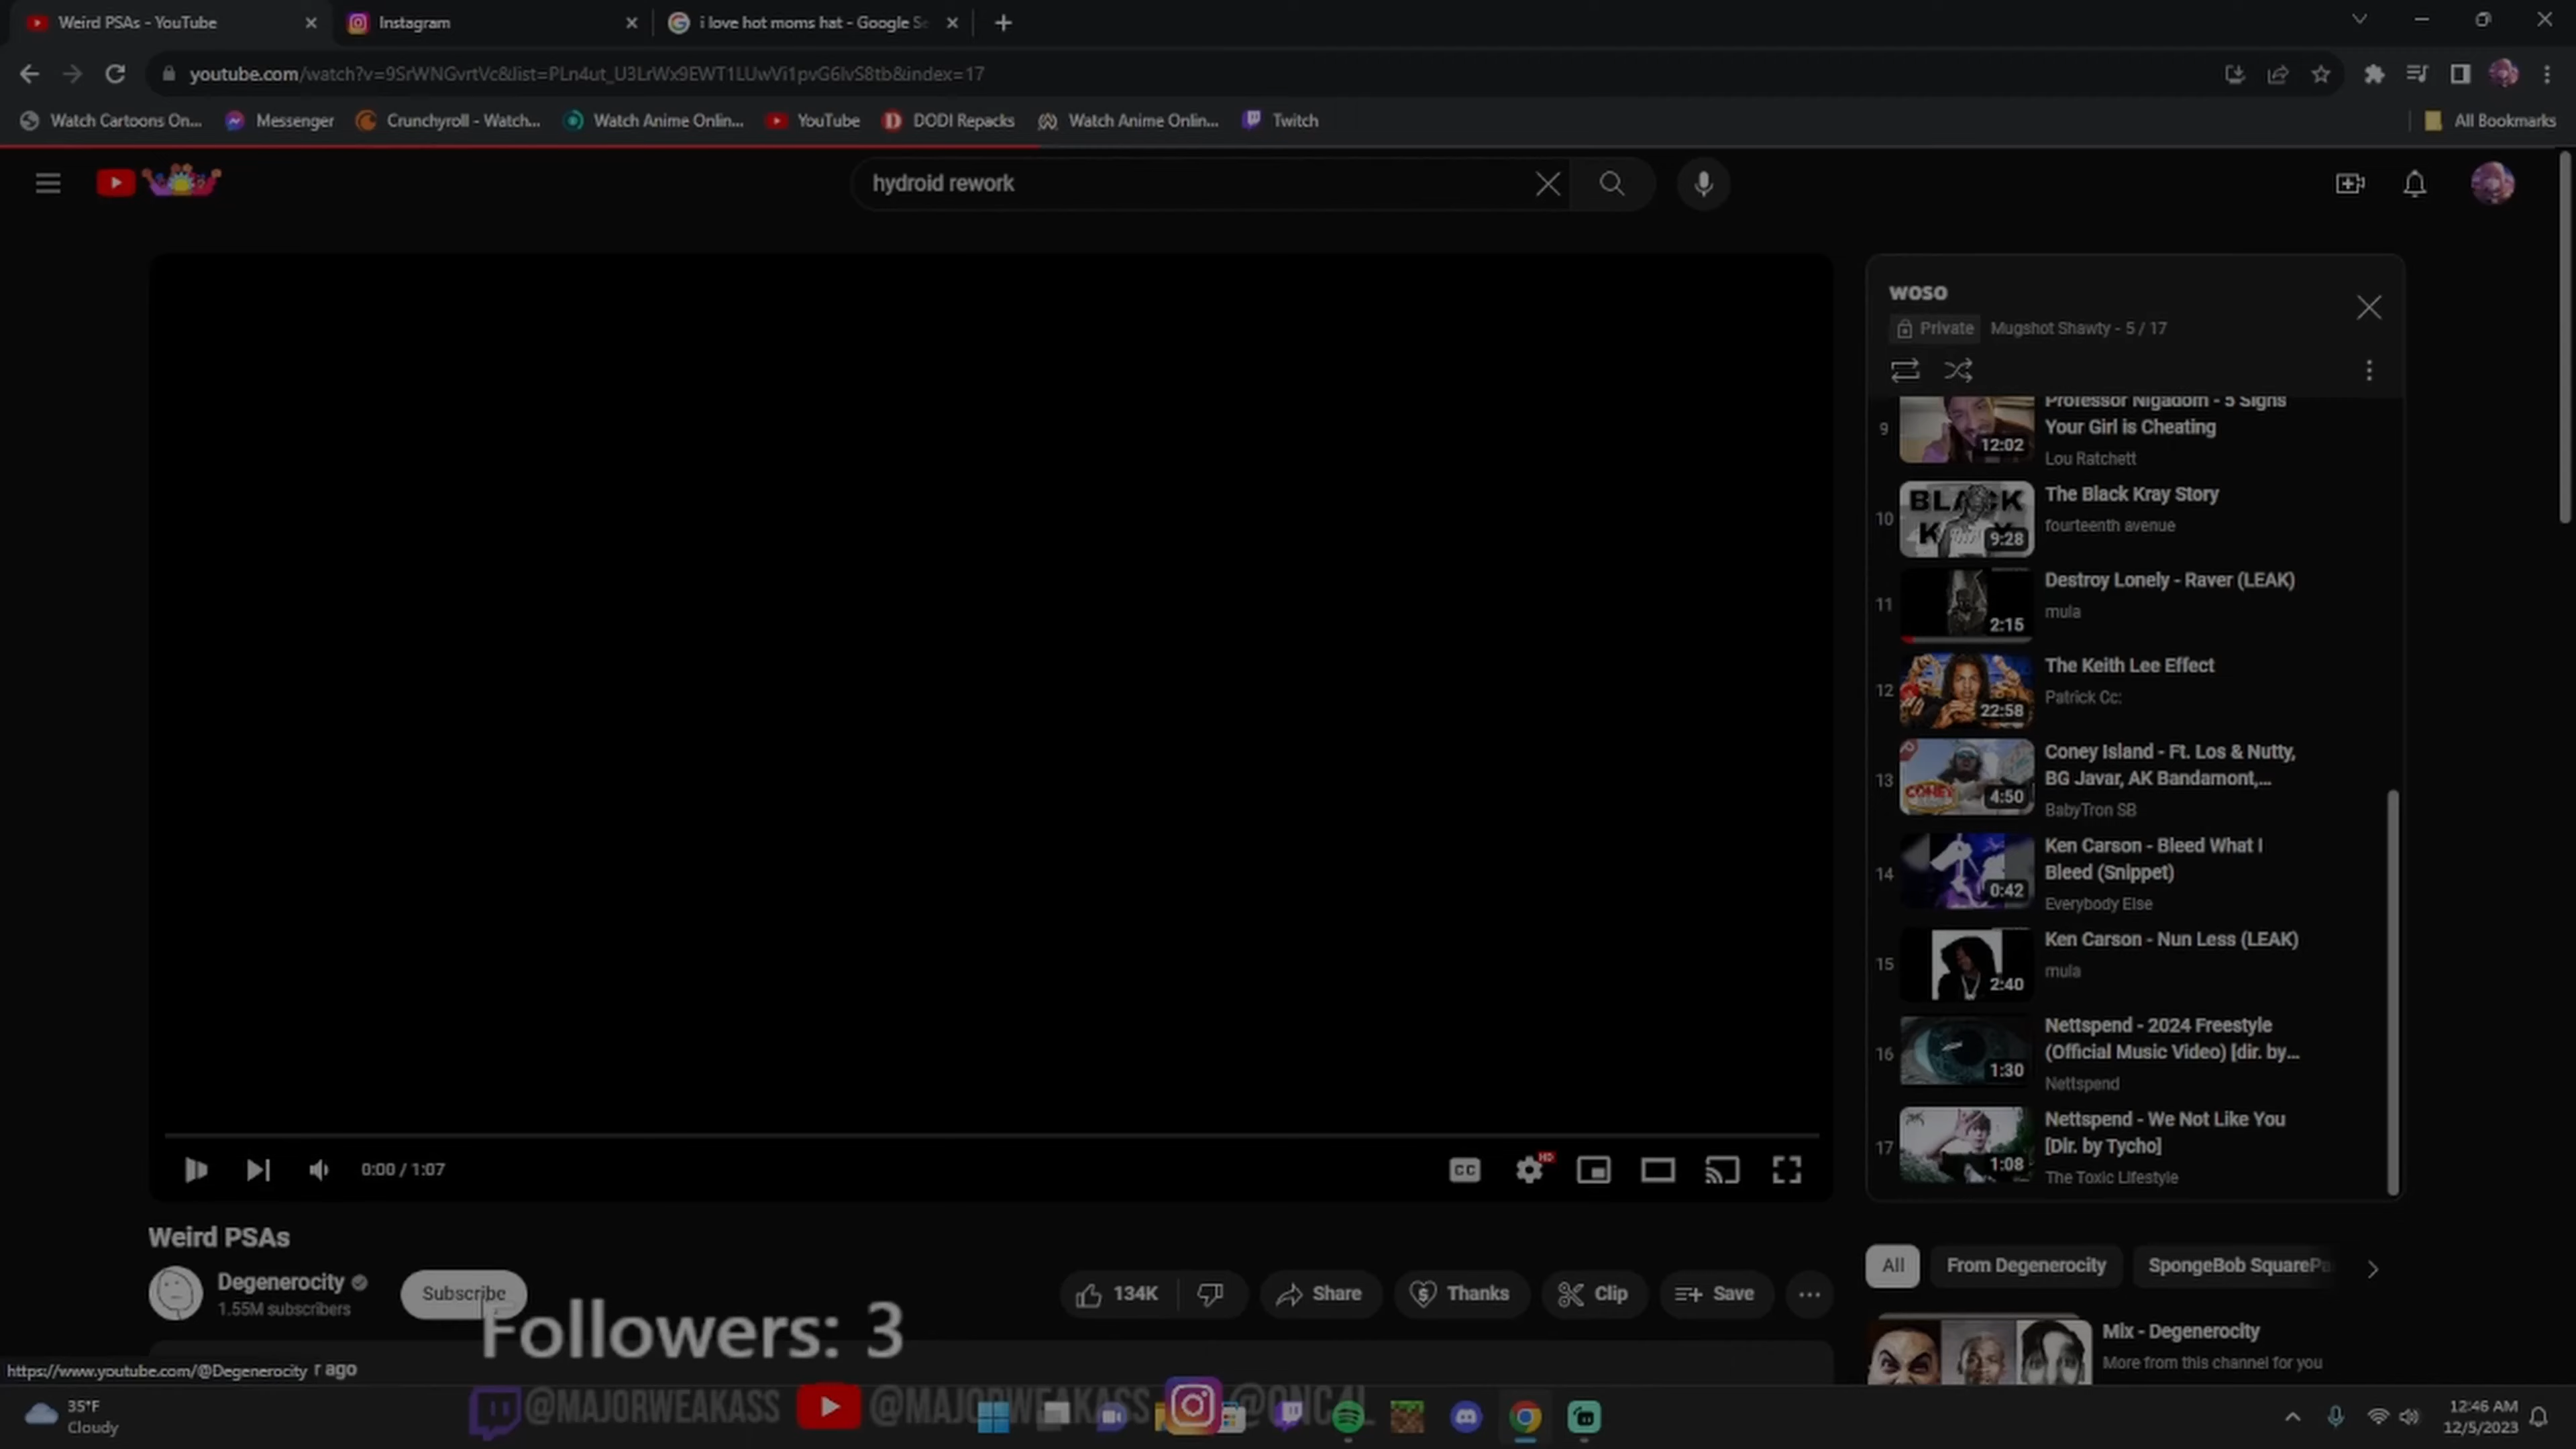 Weird PSAs - YouTube
Instagram
i love hot moms hat - Google Se
youtube.com/watch?v=9SrWNGvrtVc&list=PLn4ut_U3LrWx9EWT1LUwVi1pvG6IvS8tb&index=17
Watch Cartoons On...
Messenger
Crunchyroll - Watch...
Watch Anime Onlin...
YouTube
DODI Repacks
Watch Anime Onlin...
Twitch
All Bookmarks
hydroid rework
woso
Private
Mugshot Shawty - 5 / 17
9
12:02
Professor Nigadom - 5 Signs
Your Girl is Cheating
Lou Ratchett
10
BLACK
9:28
The Black Kray Story
fourteenth avenue
11
2:15
Destroy Lonely - Raver (LEAK)
mula
12
22:58
The Keith Lee Effect
Patrick Cc:
13
CONEY
4:50
Coney Island - Ft. Los & Nutty,
BG Javar, AK Bandamont,...
BabyTron SB
14
0:42
Ken Carson - Bleed What I
Bleed (Snippet)
Everybody Else
15
2:40
Ken Carson - Nun Less (LEAK)
mula
16
1:30
Nettspend - 2024 Freestyle
(Official Music Video) [dir. by...
Nettspend
17
1:08
Nettspend - We Not Like You
[Dir. by Tycho]
The Toxic Lifestyle
0:00 / 1:07
CC
HD
Weird PSAs
Degenerocity
1.55M subscribers
Subscribe
134K
Share
Thanks
Clip
Save
All
From Degenerocity
SpongeBob SquarePa
Followers: 3
Mix - Degenerocity
More from this channel for you
https://www.youtube.com/@Degenerocity
r ago
35°F
Cloudy
@MAJORWEAKASS
@MAJORWEAKASS
@ONC4L
12:46 AM
12/5/2023